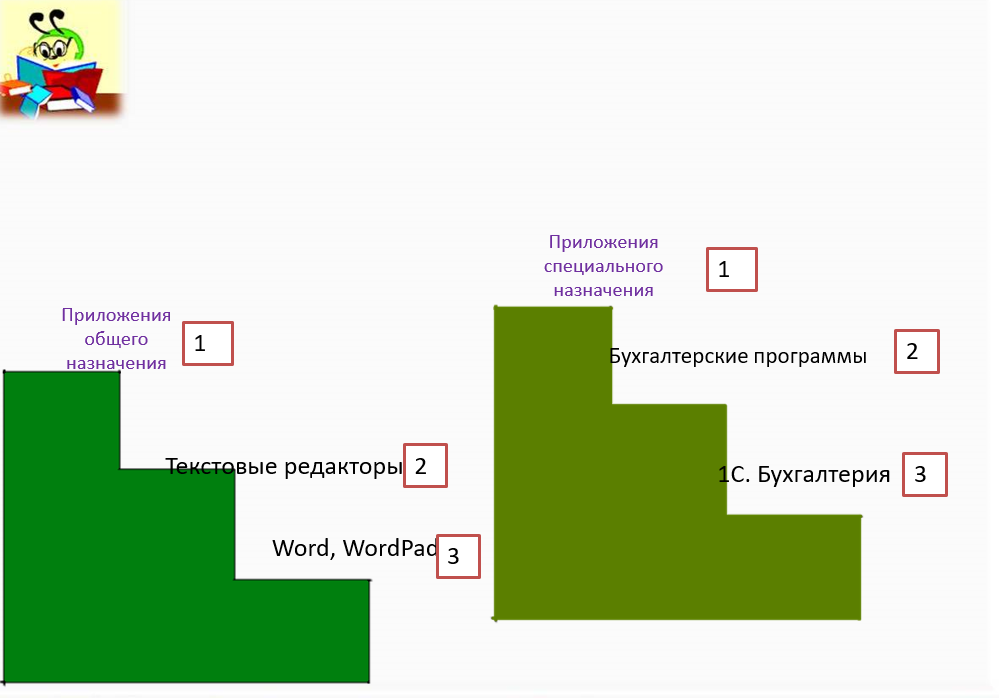 Приложения
общего
назначения
1
Текстовые редакторы
2
Word, WordPad
3
Приложения
специального
назначения
1
Бухгалтерские программы
2
1С. Бухгалтерия
3